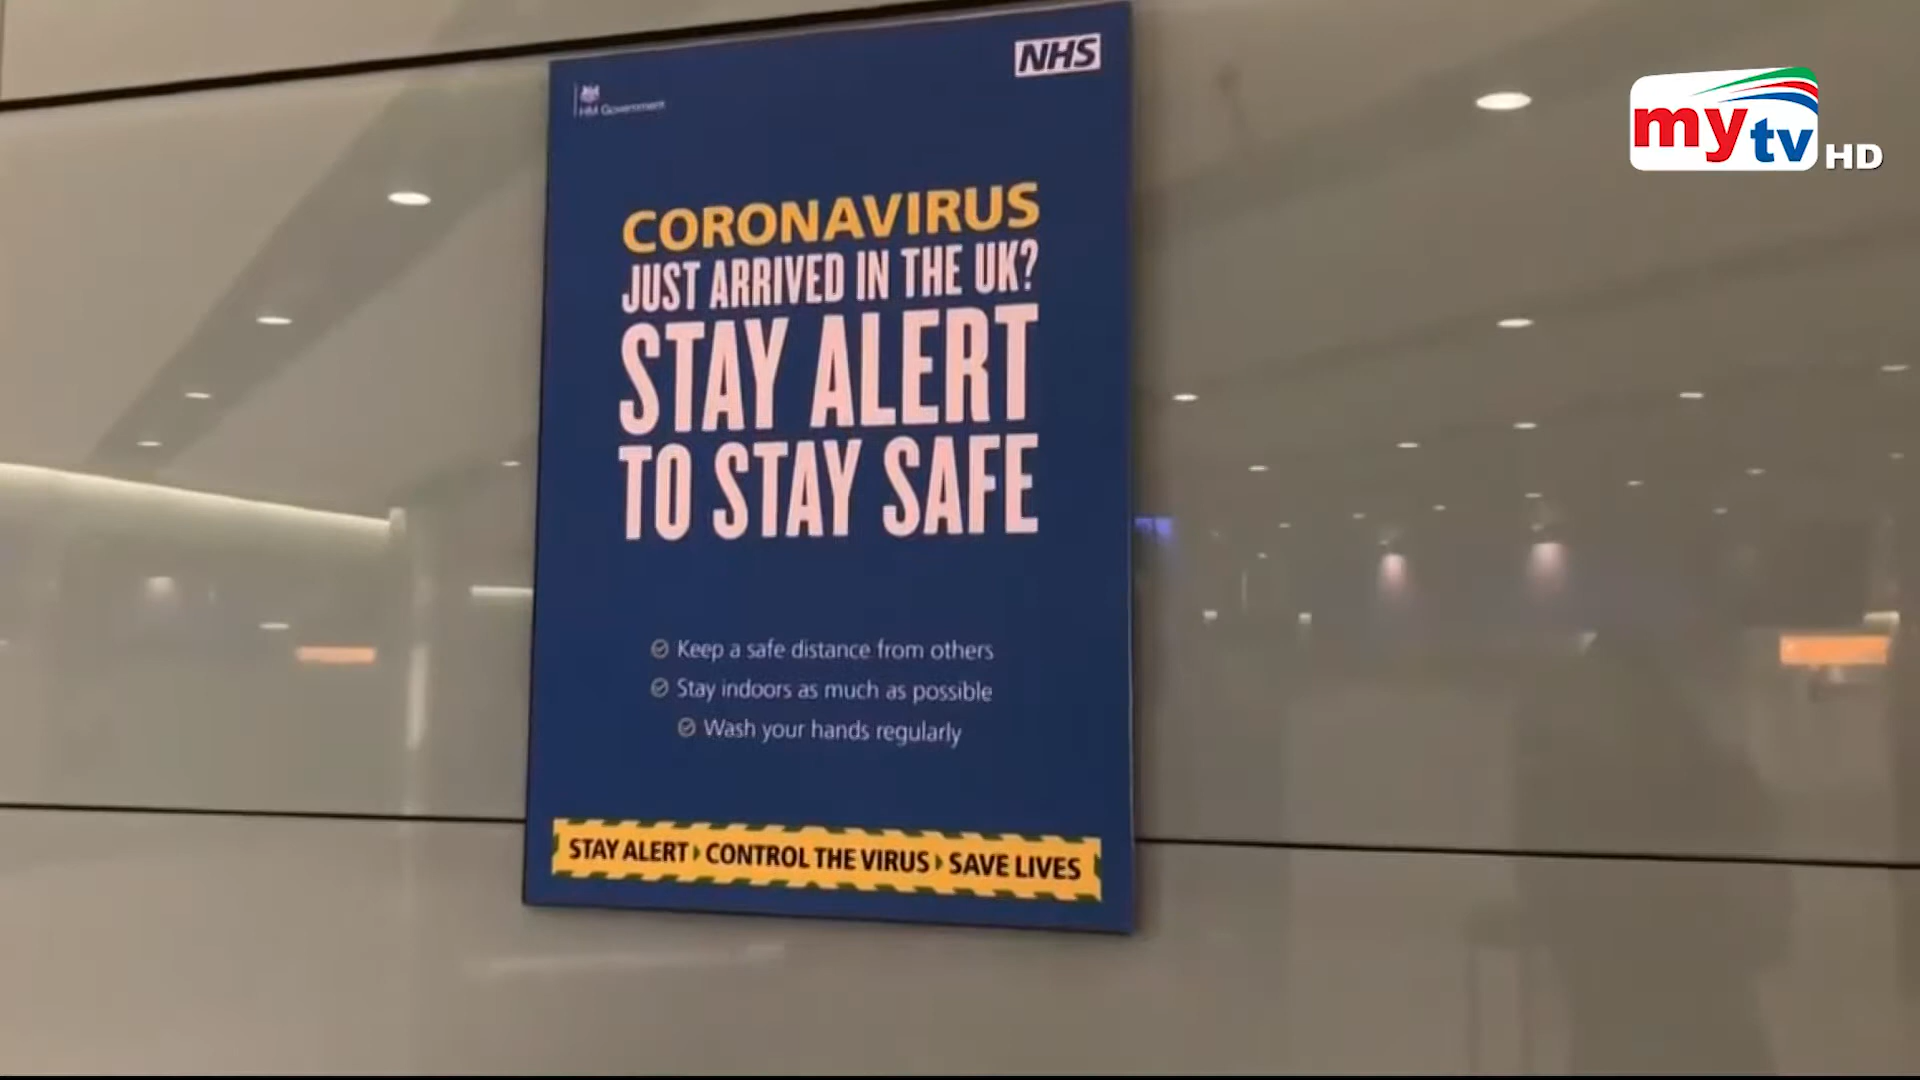 NHS
HM Government
CORONAVIRUS
JUST ARRIVED IN THE UK?
STAY ALERT
TO STAY SAFE
Keep a safe distance from others
Stay indoors as much as possible
Wash your hands regularly
STAY ALERT CONTROL THE VIRUS SAVE LIVES
mytv HD